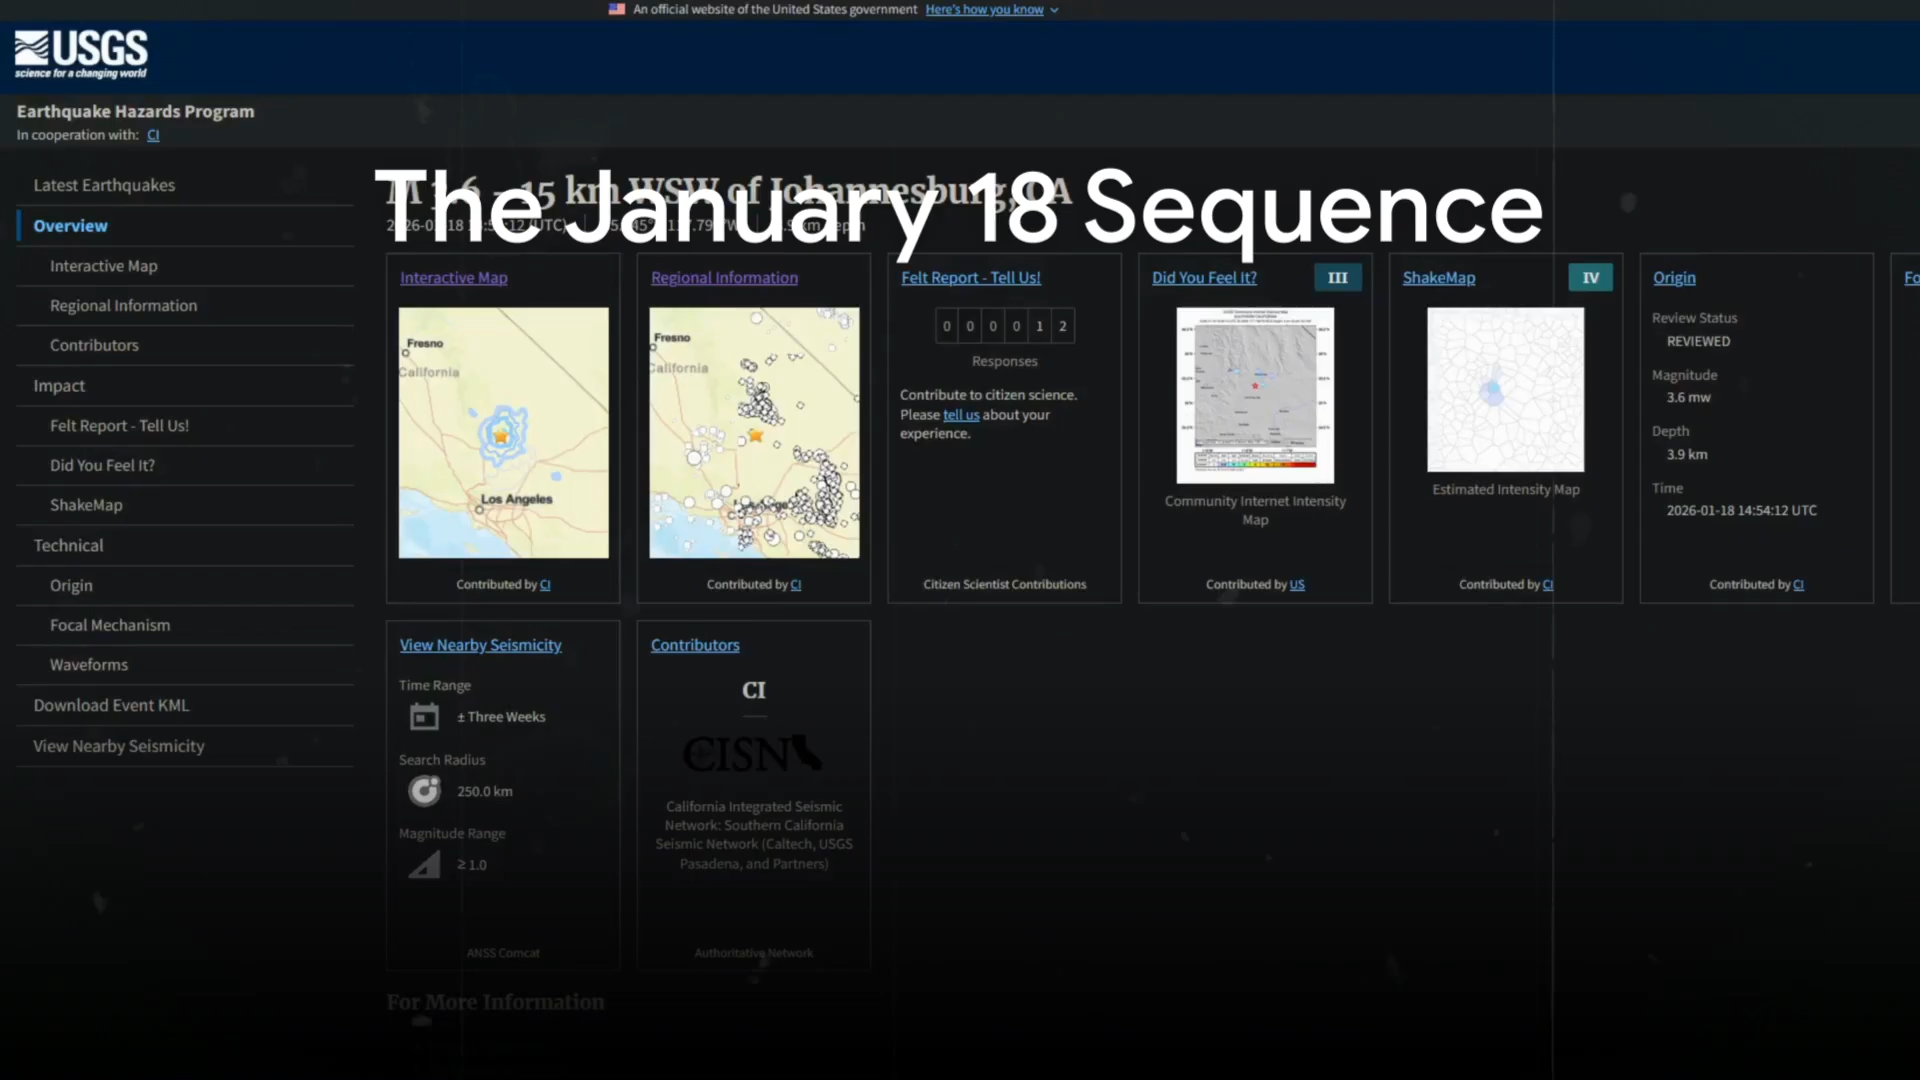 An official website of the United States government Here's how you know
USGS
science for a changing world
Earthquake Hazards Program
In cooperation with: CI
The January 18 Sequence
M 3.6 - 15 km WSW of Johannesburg, CA
Latest Earthquakes
Overview
Interactive Map
Regional Information
Contributors
Impact
Felt Report - Tell Us!
Did You Feel It?
ShakeMap
Technical
Origin
Focal Mechanism
Waveforms
Download Event KML
View Nearby Seismicity
Interactive Map
Fresno
California
Los Angeles
Contributed by CI
Regional Information
Fresno
California
Contributed by CI
Felt Report - Tell Us!
0 0 0 0 1 2
Responses
Contribute to citizen science.
Please tell us about your
experience.
Citizen Scientist Contributions
Did You Feel It? III
Community Internet Intensity
Map
Contributed by US
ShakeMap IV
Estimated Intensity Map
Contributed by CI
Origin
Review Status
REVIEWED
Magnitude
3.6 mw
Depth
3.9 km
Time
2026-01-18 14:54:12 UTC
Contributed by CI
Fo
View Nearby Seismicity
Time Range
± Three Weeks
Search Radius
250.0 km
Magnitude Range
≥ 1.0
ANSS Comcat
Contributors
CI
CISN
California Integrated Seismic
Network: Southern California
Seismic Network (Caltech, USGS
Pasadena, and Partners)
Authoritative Network
For More Information